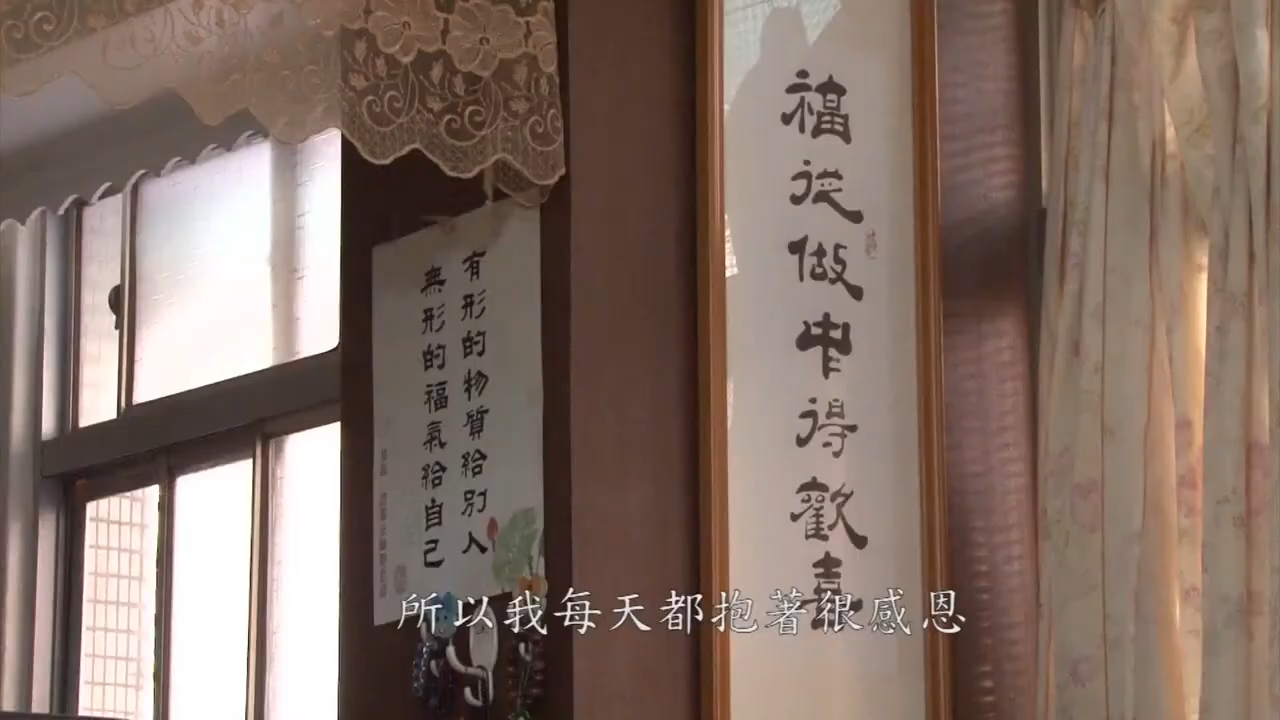 福從做中得歡喜
有形的物質給別人
無形的福氣給自己
所以我每天都抱著很感恩